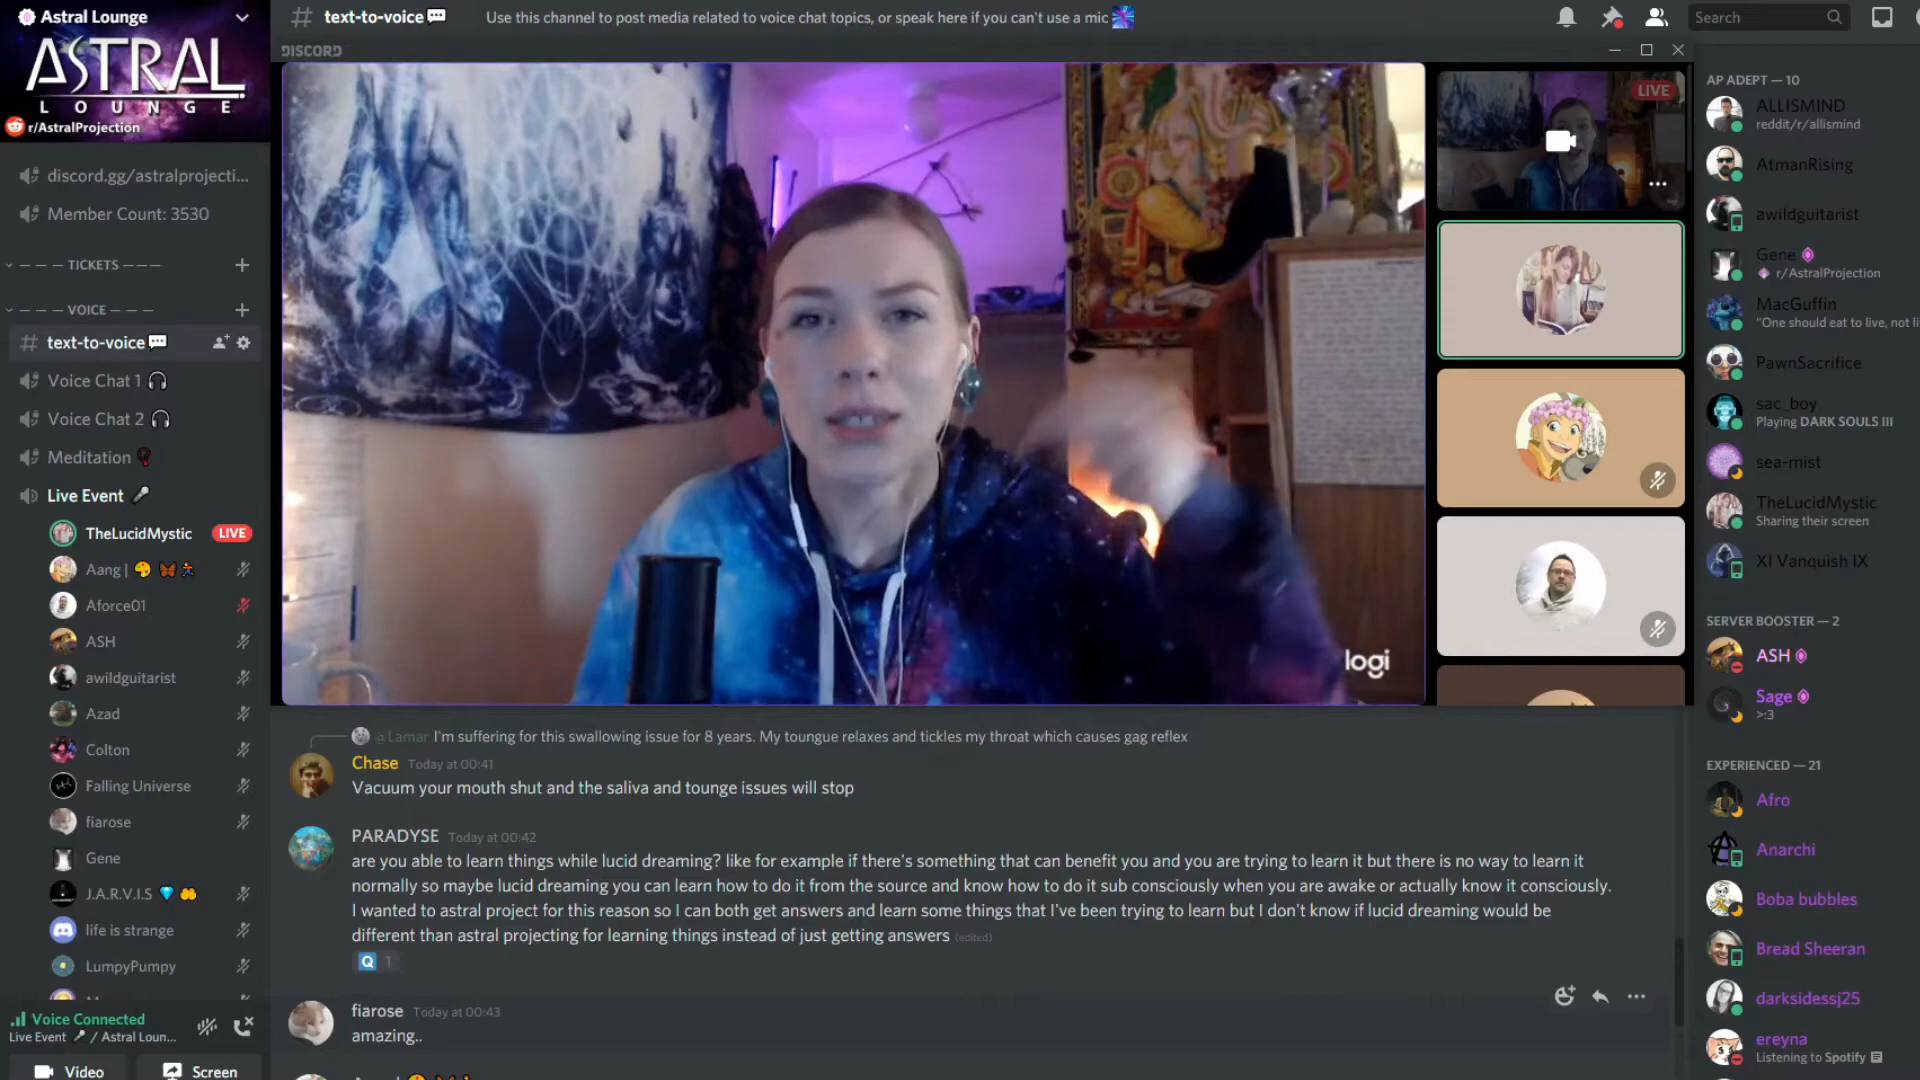 Astral Lounge
ASTRAL
LOUNGE
r/AstralProjection
discord.gg/astralprojecti...
Member Count: 3530
— — — TICKETS — — —
— — — VOICE — — —
text-to-voice
Voice Chat 1
Voice Chat 2
Meditation
Live Event
TheLucidMystic LIVE
Aang |
Aforce01
ASH
awildguitarist
Azad
Colton
Falling Universe
fiarose
Gene
J.A.R.V.I.S
life is strange
LumpyPumpy
Voice Connected
Live Event / Astral Loun...
Video Screen
# text-to-voice Use this channel to post media related to voice chat topics, or speak here if you can't use a mic
Search
DISCORD
LIVE
logi
@Lamar I'm suffering for this swallowing issue for 8 years. My toungue relaxes and tickles my throat which causes gag reflex
Chase Today at 00:41
Vacuum your mouth shut and the saliva and tounge issues will stop
PARADYSE Today at 00:42
are you able to learn things while lucid dreaming? like for example if there's something that can benefit you and you are trying to learn it but there is no way to learn it
normally so maybe lucid dreaming you can learn how to do it from the source and know how to do it sub consciously when you are awake or actually know it consciously.
I wanted to astral project for this reason so I can both get answers and learn some things that I've been trying to learn but I don't know if lucid dreaming would be
different than astral projecting for learning things instead of just getting answers (edited)
Q 1
fiarose Today at 00:43
amazing..
AP ADEPT — 10
ALLISMIND
reddit/r/allismind
AtmanRising
awildguitarist
Gene
r/AstralProjection
MacGuffin
"One should eat to live, not li
PawnSacrifice
sac_boy
Playing DARK SOULS III
sea-mist
TheLucidMystic
Sharing their screen
XI Vanquish IX
SERVER BOOSTER — 2
ASH
Sage
>:3
EXPERIENCED — 21
Afro
Anarchi
Boba bubbles
Bread Sheeran
darksidessj25
ereyna
Listening to Spotify